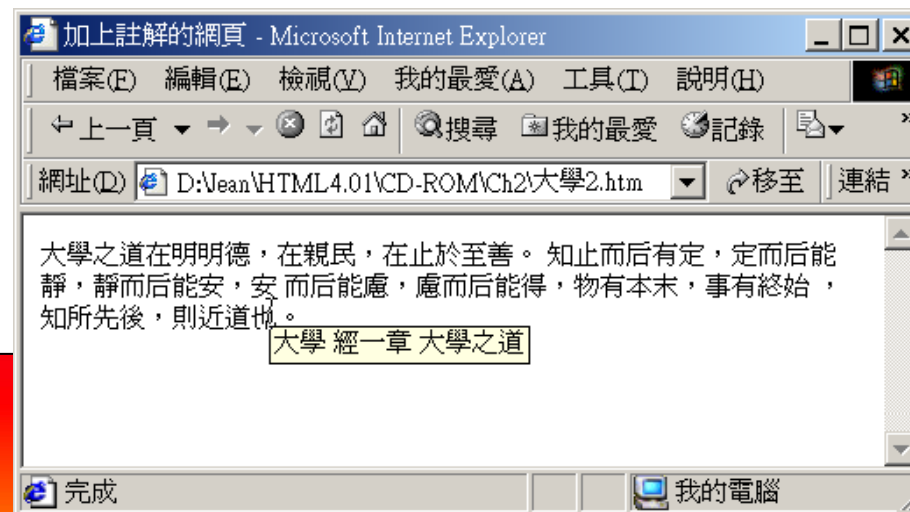 加上註解的網頁 - Microsoft Internet Explorer
檔案(F) 編輯(E) 檢視(V) 我的最愛(A) 工具(T) 說明(H)
上一頁 搜尋 我的最愛 記錄 »
網址(D) D:\Jean\HTML4.01\CD-ROM\Ch2\大學2.htm 移至 連結 »
大學之道在明明德，在親民，在止於至善。 知止而后有定，定而后能
靜，靜而后能安，安 而后能慮，慮而后能得，物有本末，事有終始 ，
知所先後，則近道也。
大學 經一章 大學之道
完成 我的電腦